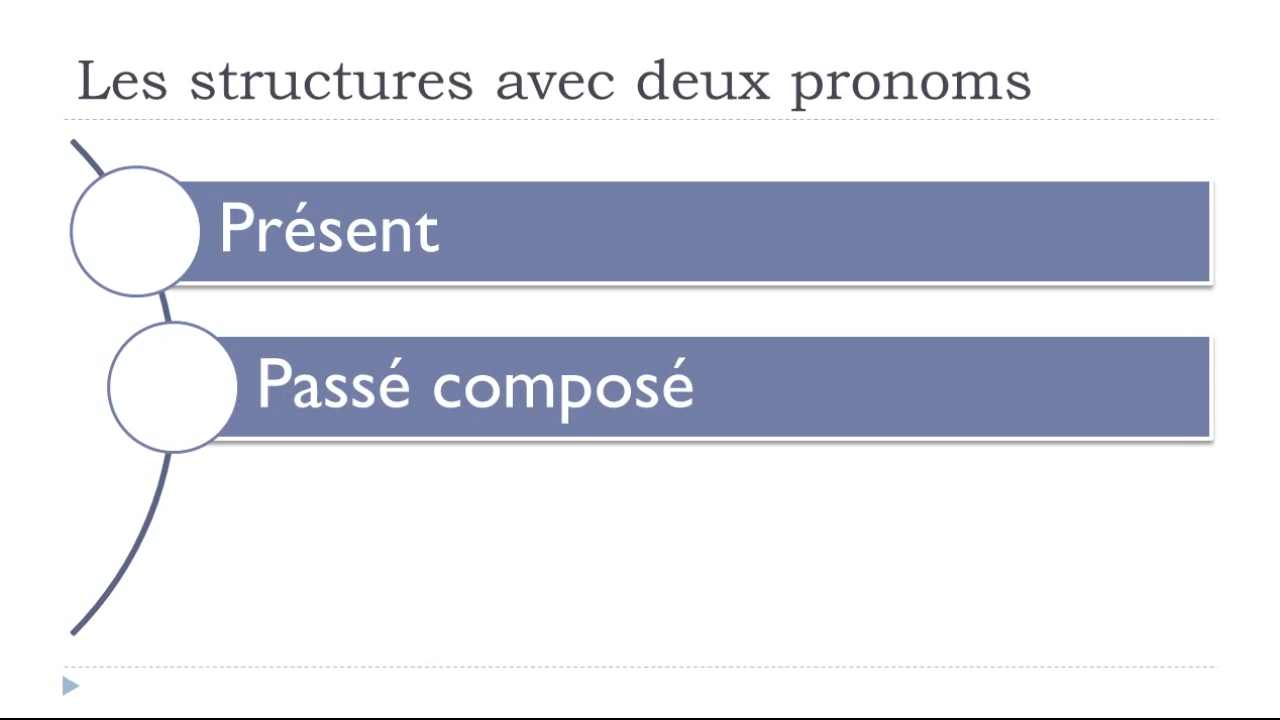 Les structures avec deux pronoms
Présent
Passé composé